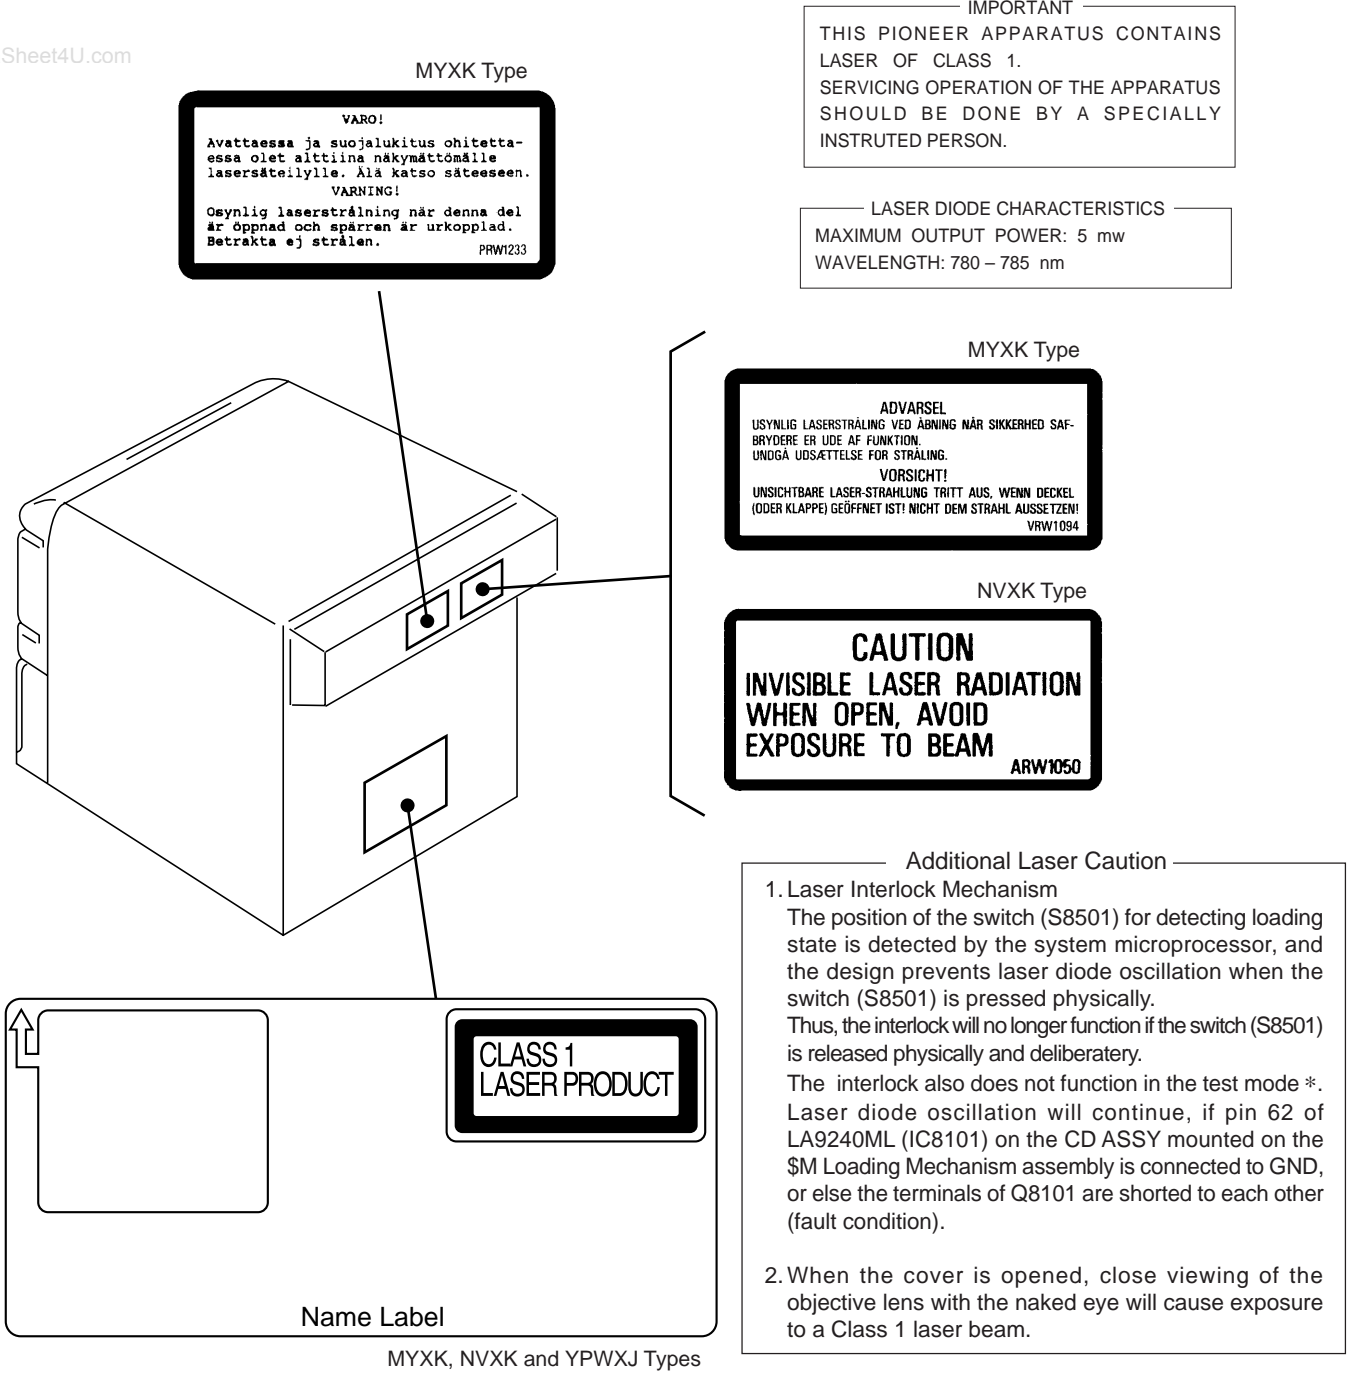 Sheet4U.com
IMPORTANT
THIS PIONEER APPARATUS CONTAINS
LASER OF CLASS 1.
SERVICING OPERATION OF THE APPARATUS
SHOULD BE DONE BY A SPECIALLY
INSTRUTED PERSON.
LASER DIODE CHARACTERISTICS
MAXIMUM OUTPUT POWER: 5 mw
WAVELENGTH: 780 – 785 nm
MYXK Type
VARO!
Avattaessa ja suojalukitus ohitetta-
essa olet alttiina näkymättömälle
lasersäteilylle. Älä katso säteeseen.
VARNING!
Osynlig laserstrålning när denna del
är öppnad och spärren är urkopplad.
Betrakta ej strålen.
PRW1233
MYXK Type
ADVARSEL
USYNLIG LASERSTRÅLING VED ÅBNING NÅR SIKKERHED SAF-
BRYDERE ER UDE AF FUNKTION.
UNDGÅ UDSÆTTELSE FOR STRÅLING.
VORSICHT!
UNSICHTBARE LASER-STRAHLUNG TRITT AUS, WENN DECKEL
(ODER KLAPPE) GEÖFFNET IST! NICHT DEM STRAHL AUSSETZEN!
VRW1094
NVXK Type
CAUTION
INVISIBLE LASER RADIATION
WHEN OPEN, AVOID
EXPOSURE TO BEAM
ARW1050
Additional Laser Caution
1. Laser Interlock Mechanism
The position of the switch (S8501) for detecting loading
state is detected by the system microprocessor, and
the design prevents laser diode oscillation when the
switch (S8501) is pressed physically.
Thus, the interlock will no longer function if the switch (S8501)
is released physically and deliberatery.
The interlock also does not function in the test mode *.
Laser diode oscillation will continue, if pin 62 of
LA9240ML (IC8101) on the CD ASSY mounted on the
$M Loading Mechanism assembly is connected to GND,
or else the terminals of Q8101 are shorted to each other
(fault condition).
2. When the cover is opened, close viewing of the
objective lens with the naked eye will cause exposure
to a Class 1 laser beam.
CLASS 1
LASER PRODUCT
Name Label
MYXK, NVXK and YPWXJ Types